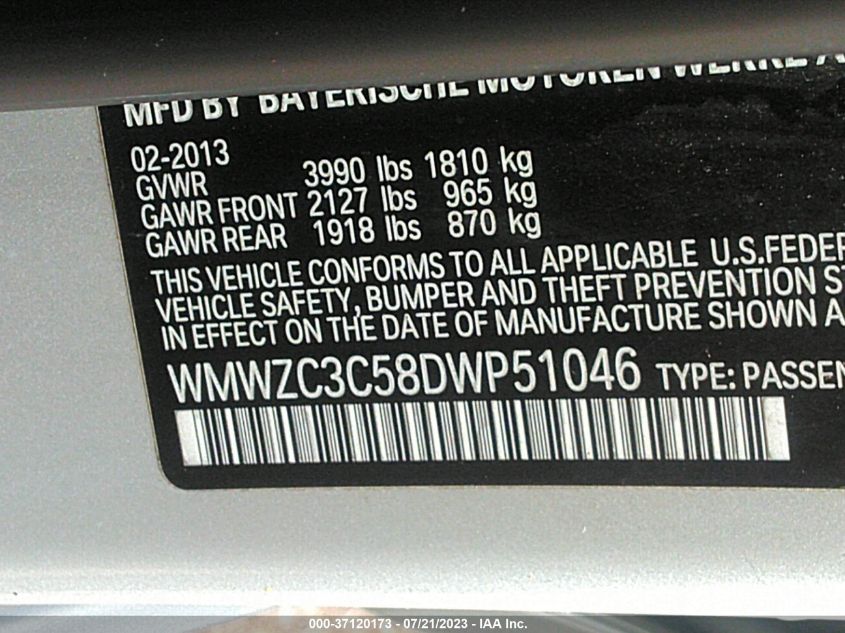 MFD BY BAYERISCHE MOTOREN WERKE
02-2013
GVWR 3990 lbs 1810 kg
GAWR FRONT 2127 lbs 965 kg
GAWR REAR 1918 lbs 870 kg
THIS VEHICLE CONFORMS TO ALL APPLICABLE U.S.FEDER
VEHICLE SAFETY, BUMPER AND THEFT PREVENTION ST
IN EFFECT ON THE DATE OF MANUFACTURE SHOWN A
WMWZC3C58DWP51046 TYPE: PASSEN
000-37120173 - 07/21/2023 - IAA Inc.